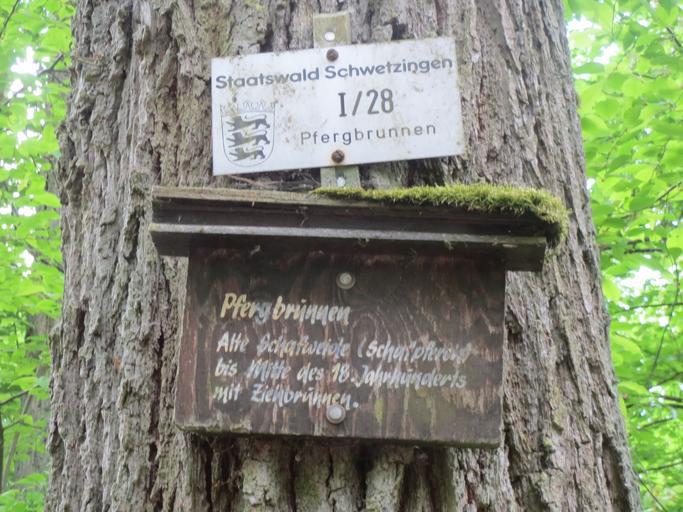 Staatswald Schwetzingen
I/28
Pfergbrunnen
Pfergbrunnen
Alte Schafweide (Schafpferch)
bis Mitte des 18. Jahrhunderts
mit Ziehbrunnen.